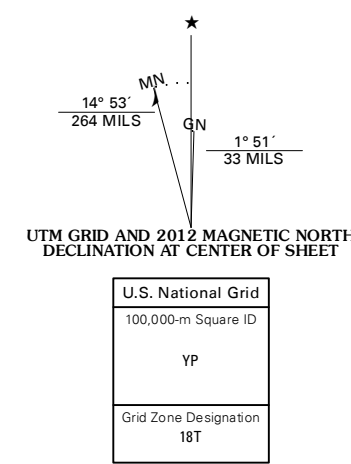 ★
MN
14° 53´
264 MILS
GN
1° 51´
33 MILS
UTM GRID AND 2012 MAGNETIC NORTH
DECLINATION AT CENTER OF SHEET
U.S. National Grid
100,000-m Square ID
YP
Grid Zone Designation
18T